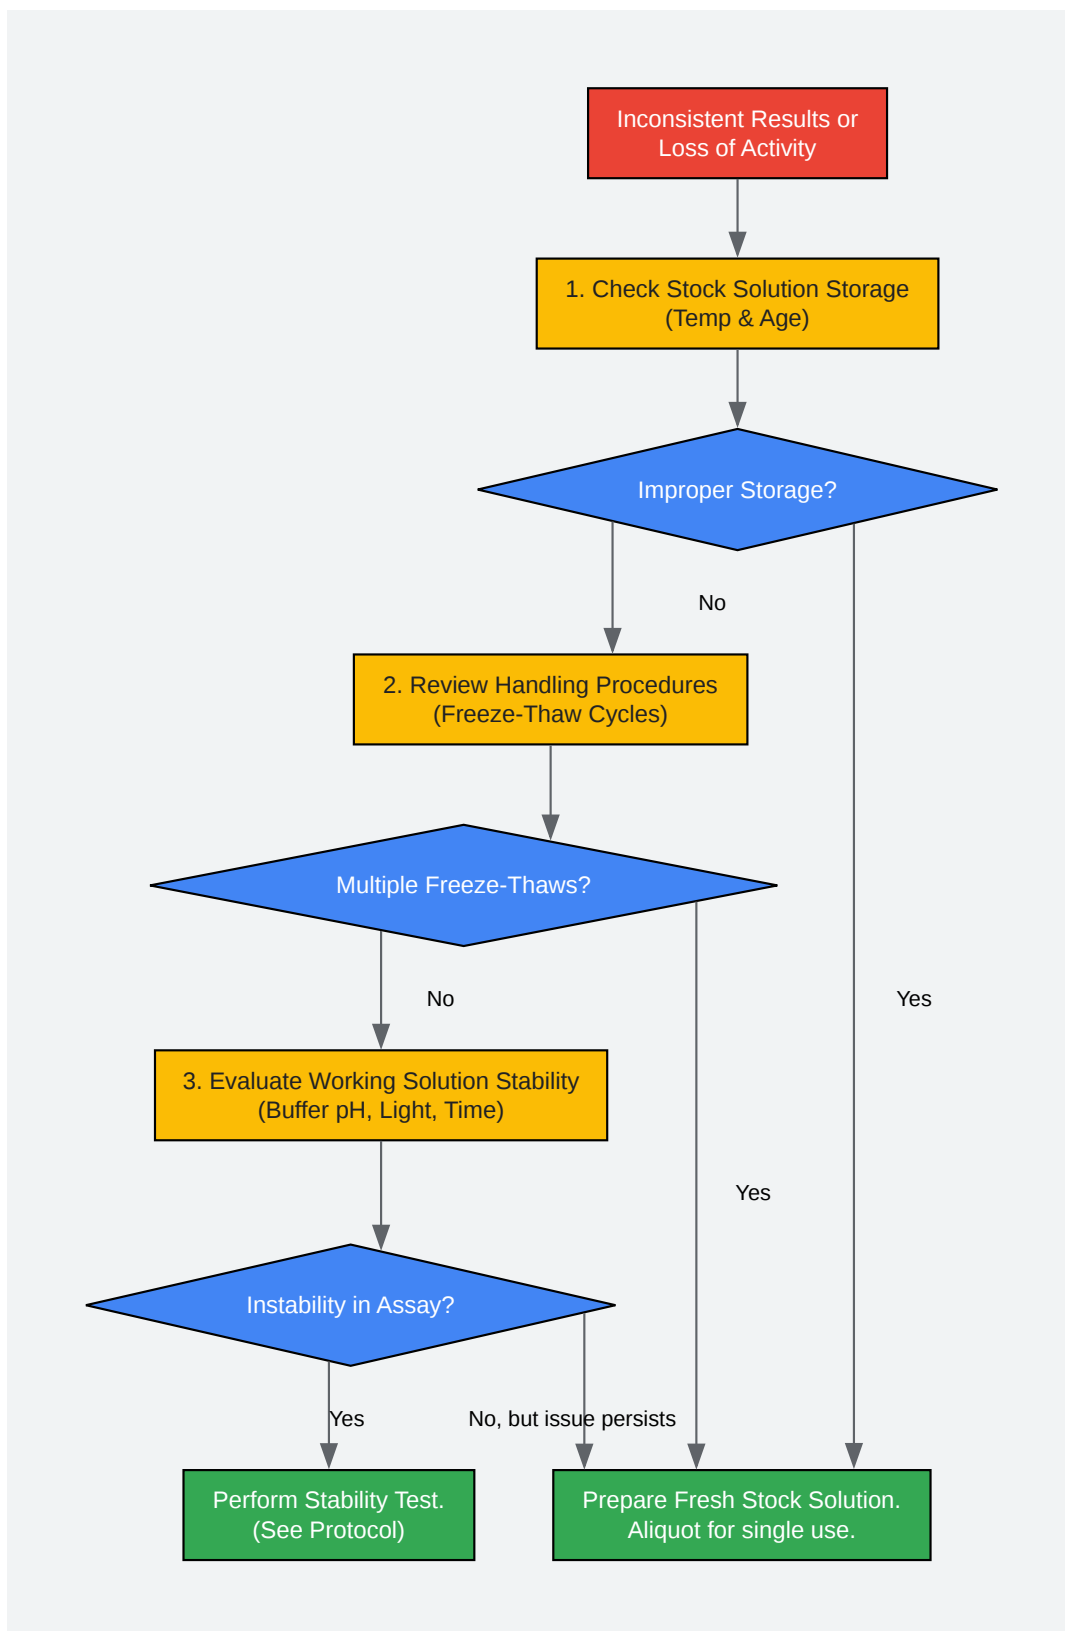 Inconsistent Results or
Loss of Activity
1. Check Stock Solution Storage
(Temp & Age)
Improper Storage?
No
2. Review Handling Procedures
(Freeze-Thaw Cycles)
Multiple Freeze-Thaws?
No
Yes
3. Evaluate Working Solution Stability
(Buffer pH, Light, Time)
Yes
Instability in Assay?
Yes
No, but issue persists
Perform Stability Test.
(See Protocol)
Prepare Fresh Stock Solution.
Aliquot for single use.